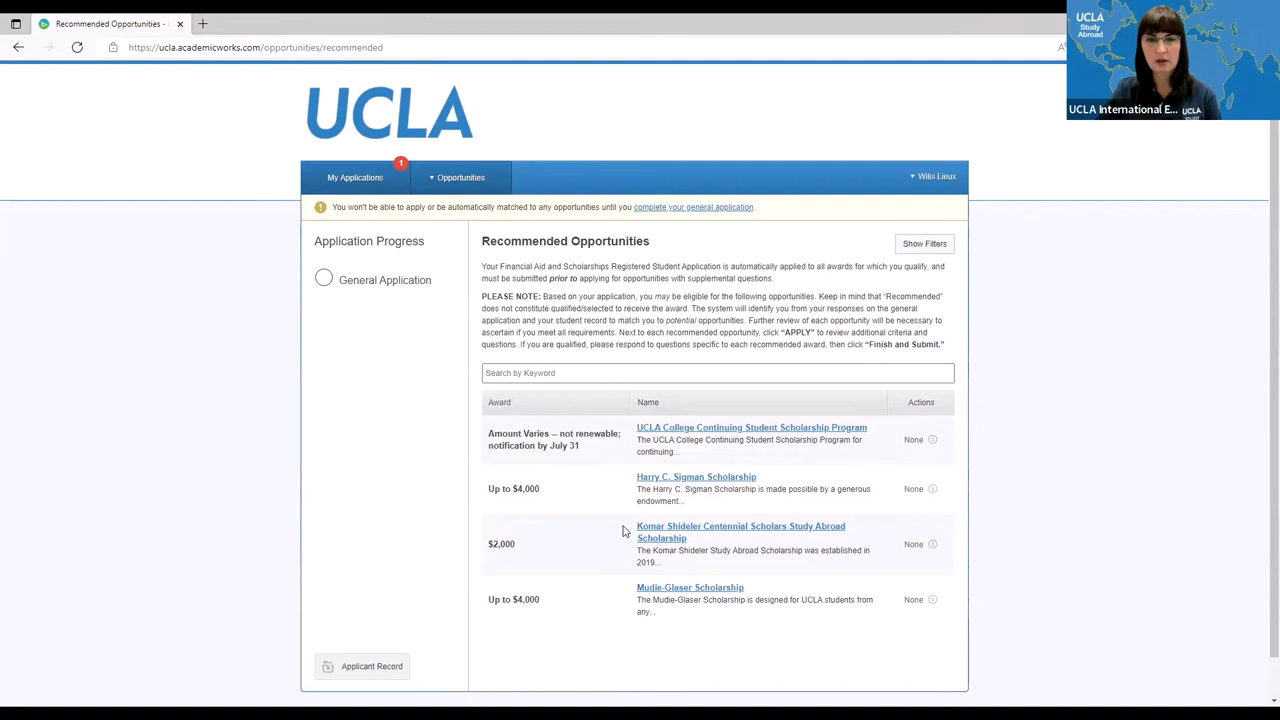 Recommended Opportunities -
https://ucla.academicworks.com/opportunities/recommended
UCLA
Study
Abroad
UCLA International E...
UCLA
UCLA
My Applications
1
Opportunities
Wilsi Lieux
You won't be able to apply or be automatically matched to any opportunities until you complete your general application.
Application Progress
General Application
Applicant Record
Recommended Opportunities
Show Filters
Your Financial Aid and Scholarships Registered Student Application is automatically applied to all awards for which you qualify, and
must be submitted prior to applying for opportunities with supplemental questions.
PLEASE NOTE: Based on your application, you may be eligible for the following opportunities. Keep in mind that “Recommended”
does not constitute qualified/selected to receive the award. The system will identify you from your responses on the general
application and your student record to match you to potential opportunities. Further review of each opportunity will be necessary to
ascertain if you meet all requirements. Next to each recommended opportunity, click “APPLY” to review additional criteria and
questions. If you are qualified, please respond to questions specific to each recommended award, then click “Finish and Submit.”
Search by Keyword
Award
Name
Actions
Amount Varies -- not renewable;
notification by July 31
UCLA College Continuing Student Scholarship Program
The UCLA College Continuing Student Scholarship Program for
continuing...
None
Up to $4,000
Harry C. Sigman Scholarship
The Harry C. Sigman Scholarship is made possible by a generous
endowment...
None
$2,000
Komar Shideler Centennial Scholars Study Abroad
Scholarship
The Komar Shideler Study Abroad Scholarship was established in
2019...
None
Up to $4,000
Mudie-Glaser Scholarship
The Mudie-Glaser Scholarship is designed for UCLA students from
any...
None